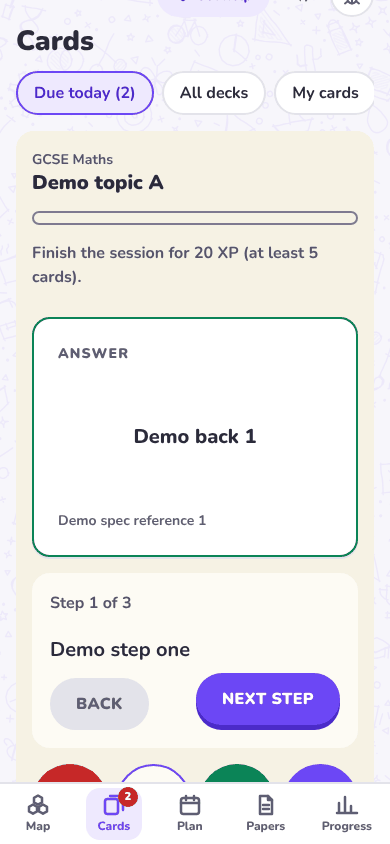 Cards
Due today (2)
All decks
My cards
GCSE Maths
Demo topic A
Finish the session for 20 XP (at least 5
cards).
ANSWER
Demo back 1
Demo spec reference 1
Step 1 of 3
Demo step one
BACK
NEXT STEP
2
Map
Cards
Plan
Papers
Progress